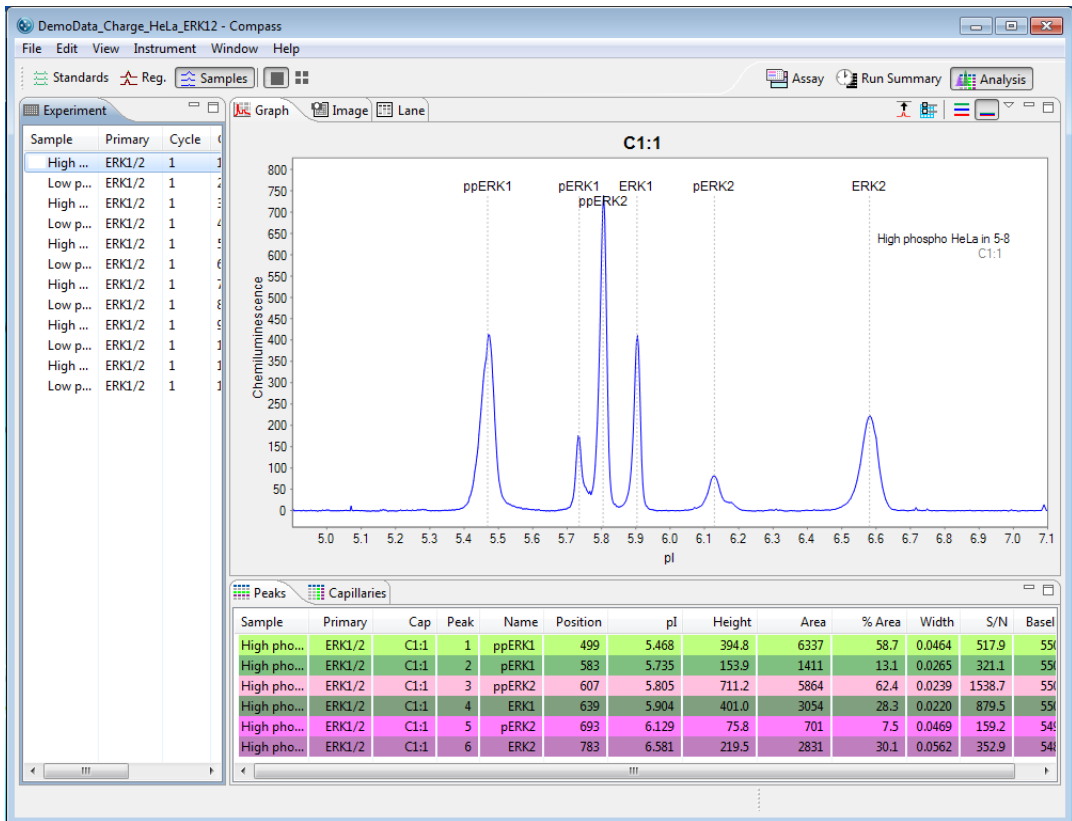 DemoData_Charge_HeLa_ERK12 - Compass
File Edit View Instrument Window Help
Standards Reg. Samples Assay Run Summary Analysis
Experiment
Sample Primary Cycle
High ... ERK1/2 1
Low p... ERK1/2 1
High ... ERK1/2 1
Low p... ERK1/2 1
High ... ERK1/2 1
Low p... ERK1/2 1
High ... ERK1/2 1
Low p... ERK1/2 1
High ... ERK1/2 1
Low p... ERK1/2 1
High ... ERK1/2 1
Low p... ERK1/2 1
Graph Image Lane
C1:1
ppERK1 pERK1 ERK1 pERK2 ERK2
ppERK2
High phospho HeLa in 5-8
C1:1
Chemiluminescence
800
750
700
650
600
550
500
450
400
350
300
250
200
150
100
50
0
5.0 5.1 5.2 5.3 5.4 5.5 5.6 5.7 5.8 5.9 6.0 6.1 6.2 6.3 6.4 6.5 6.6 6.7 6.8 6.9 7.0 7.1
pI
Peaks Capillaries
Sample Primary Cap Peak Name Position pI Height Area % Area Width S/N Basel
High pho... ERK1/2 C1:1 1 ppERK1 499 5.468 394.8 6337 58.7 0.0464 517.9 550
High pho... ERK1/2 C1:1 2 pERK1 583 5.735 153.9 1411 13.1 0.0265 321.1 550
High pho... ERK1/2 C1:1 3 ppERK2 607 5.805 711.2 5864 62.4 0.0239 1538.7 550
High pho... ERK1/2 C1:1 4 ERK1 639 5.904 401.0 3054 28.3 0.0220 879.5 550
High pho... ERK1/2 C1:1 5 pERK2 693 6.129 75.8 701 7.5 0.0469 159.2 549
High pho... ERK1/2 C1:1 6 ERK2 783 6.581 219.5 2831 30.1 0.0562 352.9 548